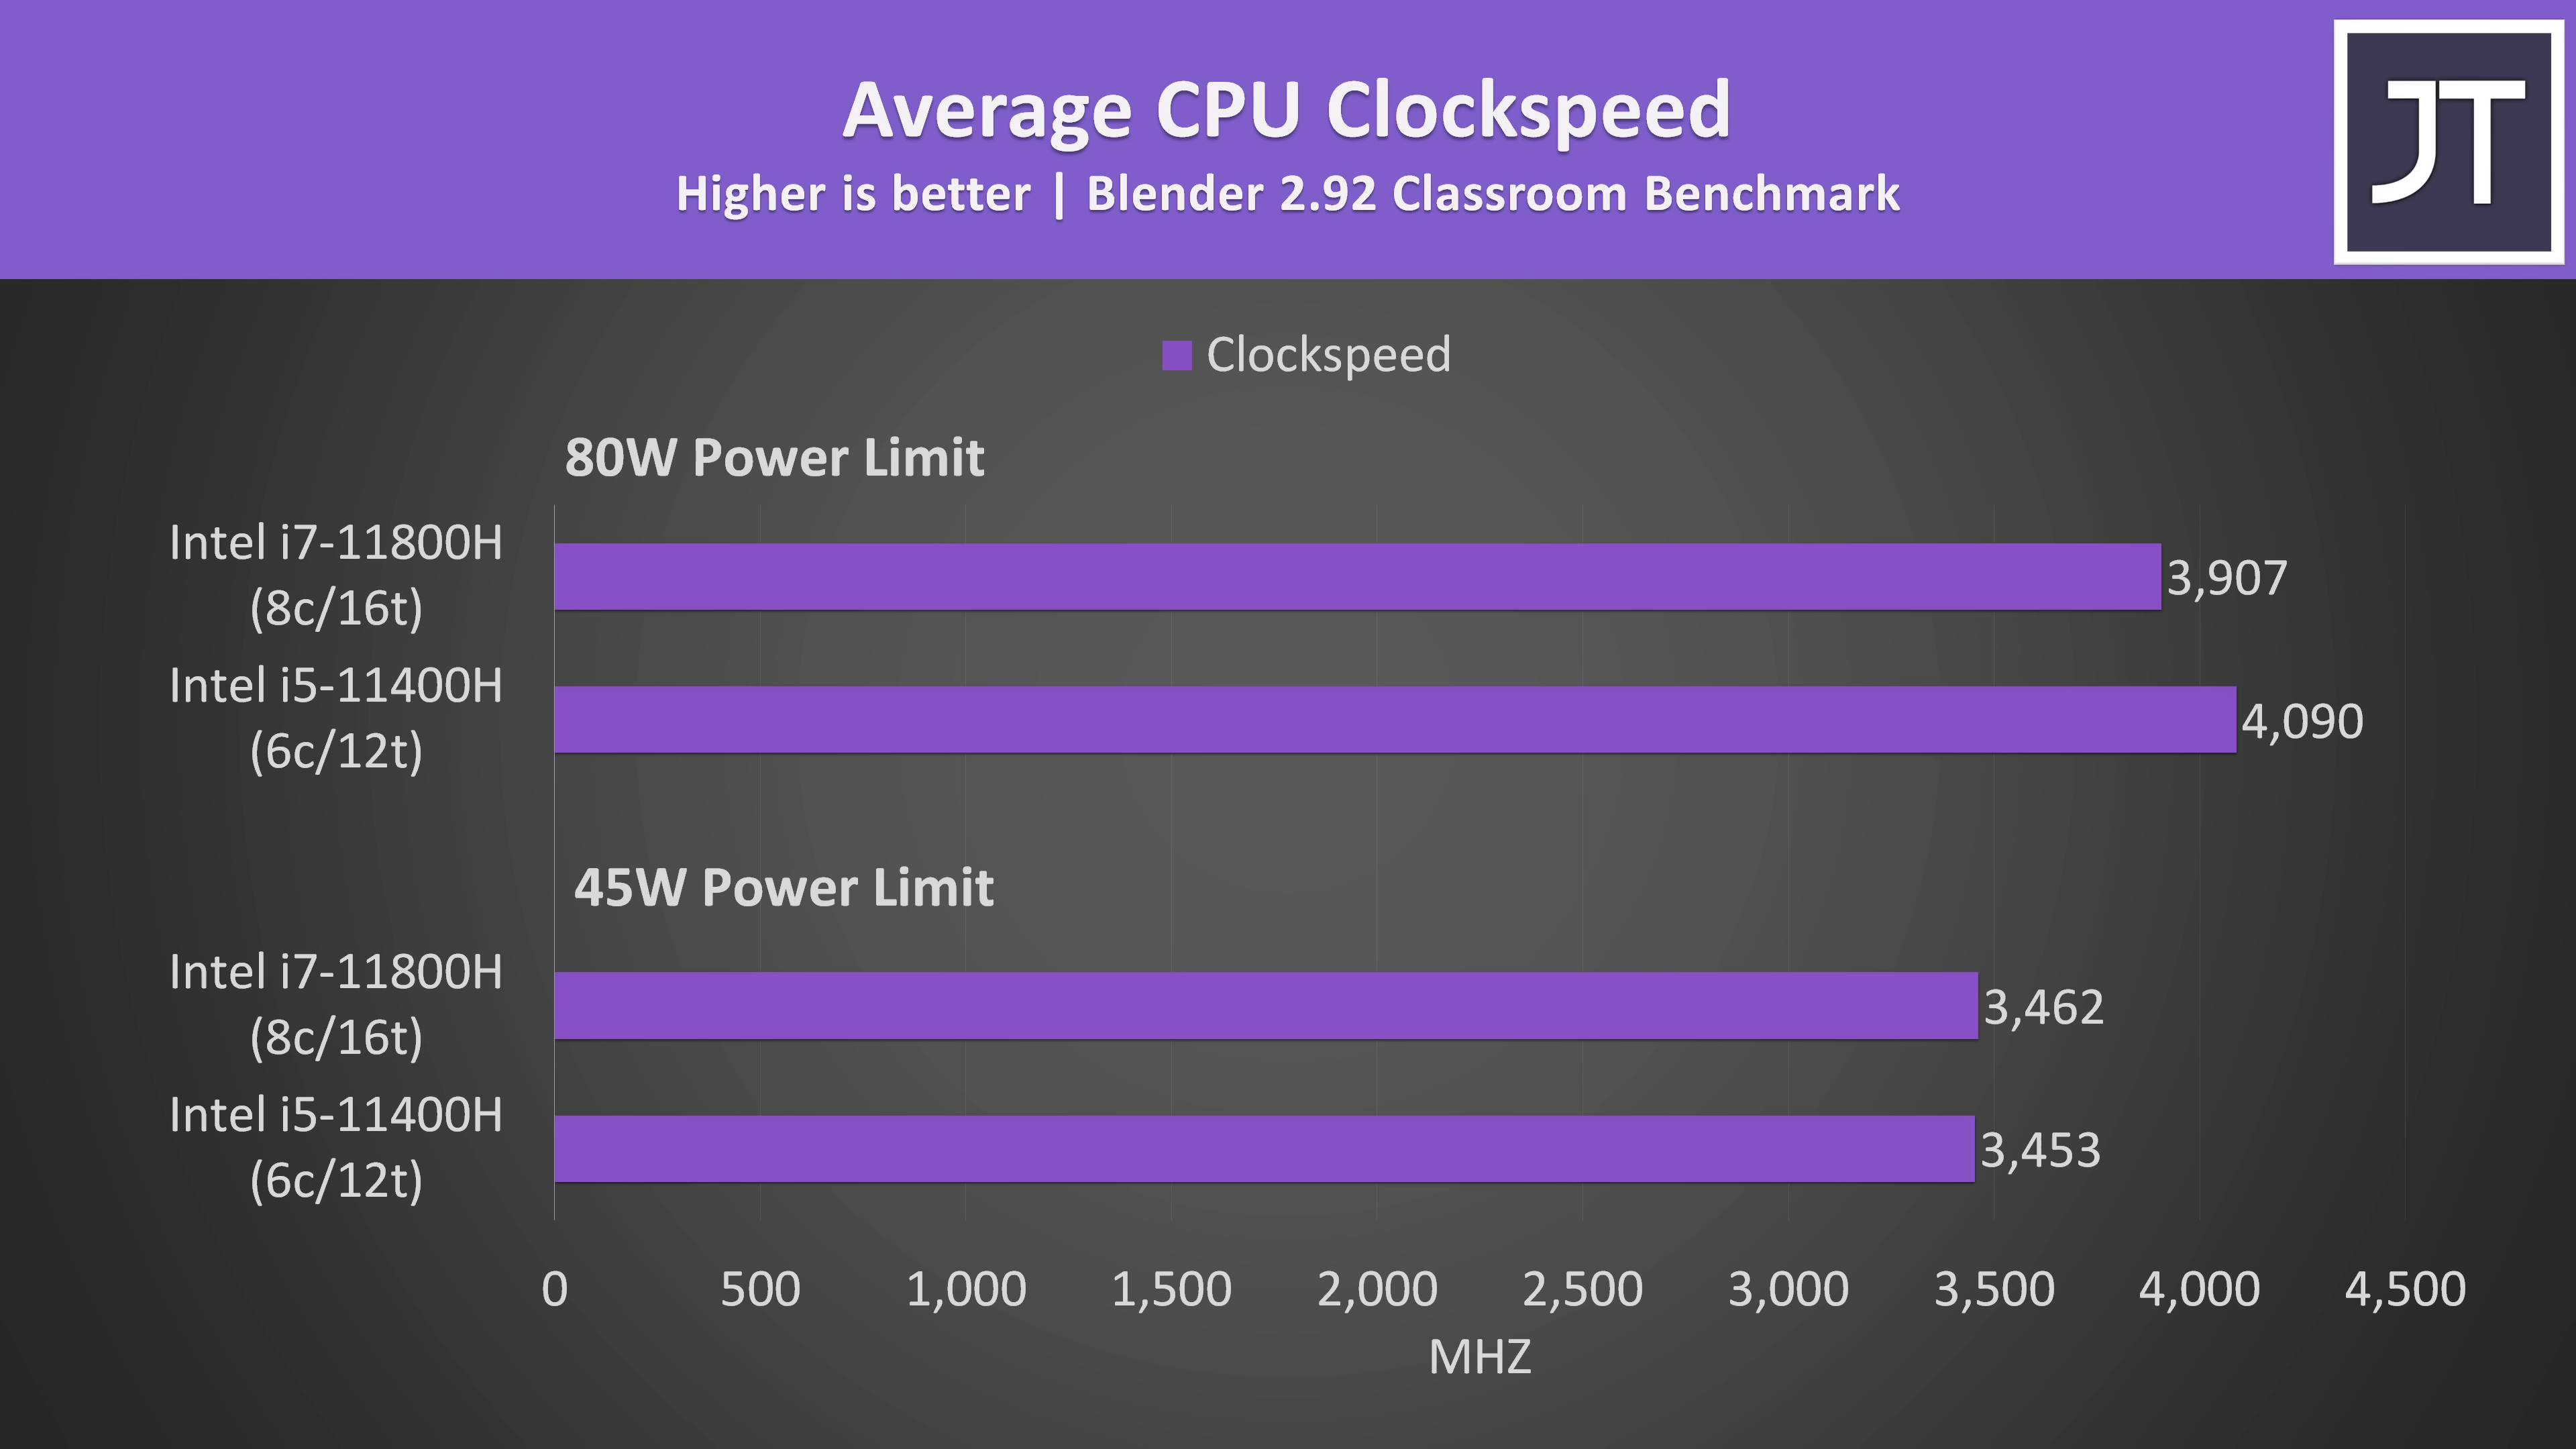 Average CPU Clockspeed
Higher is better | Blender 2.92 Classroom Benchmark
JT
Clockspeed
80W Power Limit
Intel i7-11800H
(8c/16t)
3,907
Intel i5-11400H
(6c/12t)
4,090
45W Power Limit
Intel i7-11800H
(8c/16t)
3,462
Intel i5-11400H
(6c/12t)
3,453
0 500 1,000 1,500 2,000 2,500 3,000 3,500 4,000 4,500
MHZ